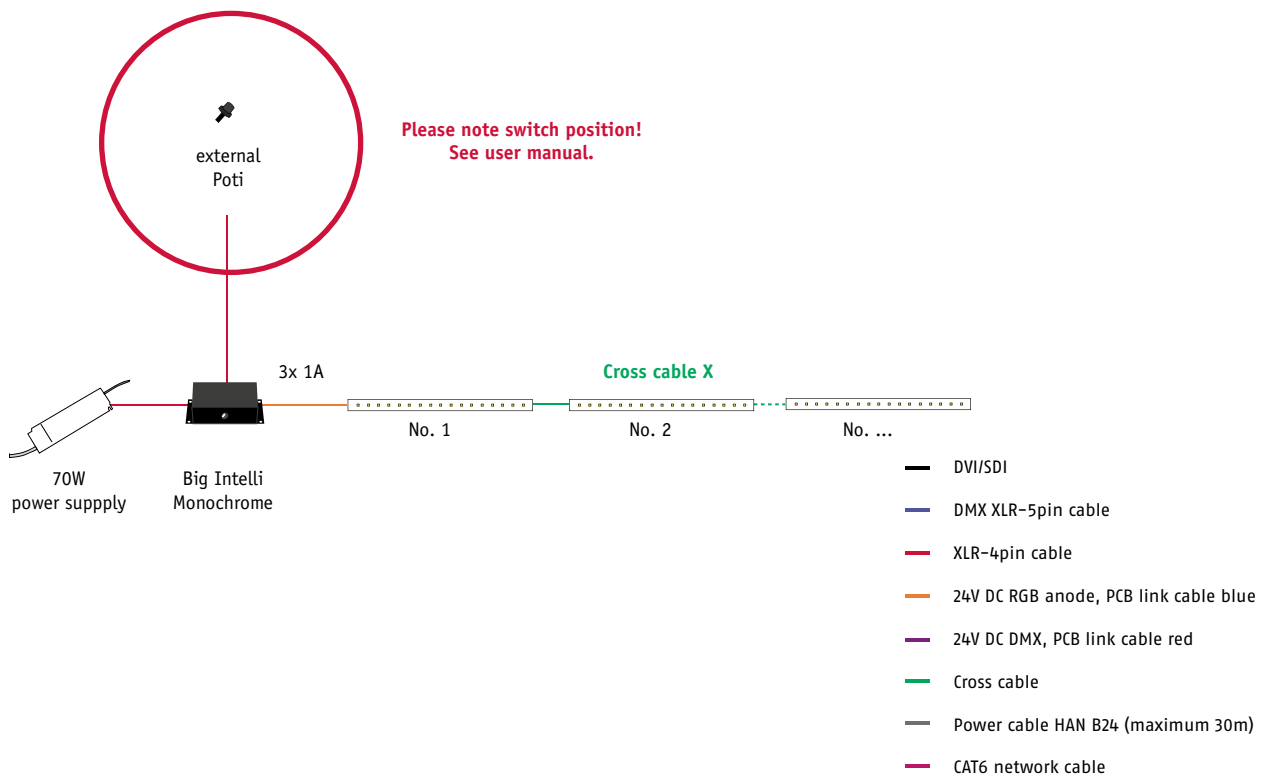 external
Poti
Please note switch position!
See user manual.
3x 1A
Cross cable X
No. 1
No. 2
No. ...
70W
power suppply
Big Intelli
Monochrome
DVI/SDI
DMX XLR-5pin cable
XLR-4pin cable
24V DC RGB anode, PCB link cable blue
24V DC DMX, PCB link cable red
Cross cable
Power cable HAN B24 (maximum 30m)
CAT6 network cable